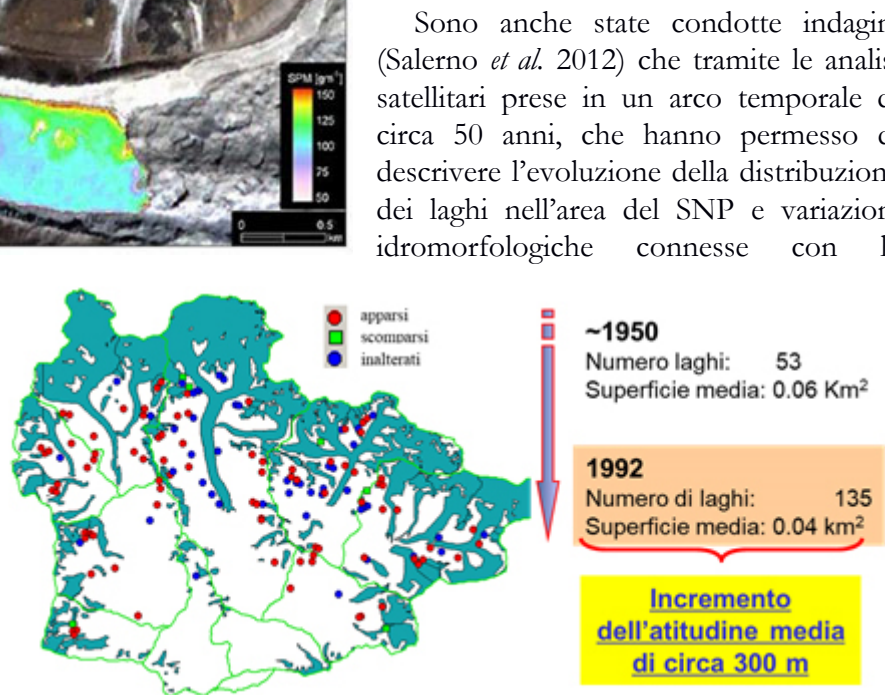 SPM [gm⁻³]
150
125
100
75
50
0 0.5
km
Sono anche state condotte
(Salerno et al. 2012) che tramite le
satellitari prese in un arco temporale
circa 50 anni, che hanno permesso
descrivere l'evoluzione della
dei laghi nell'area del SNP e
idromorfologiche connesse con
apparsi
scomparsi
inalterati
~1950
Numero laghi: 53
Superficie media: 0.06 Km²
1992
Numero di laghi: 135
Superficie media: 0.04 km²
Incremento
dell'atitudine media
di circa 300 m